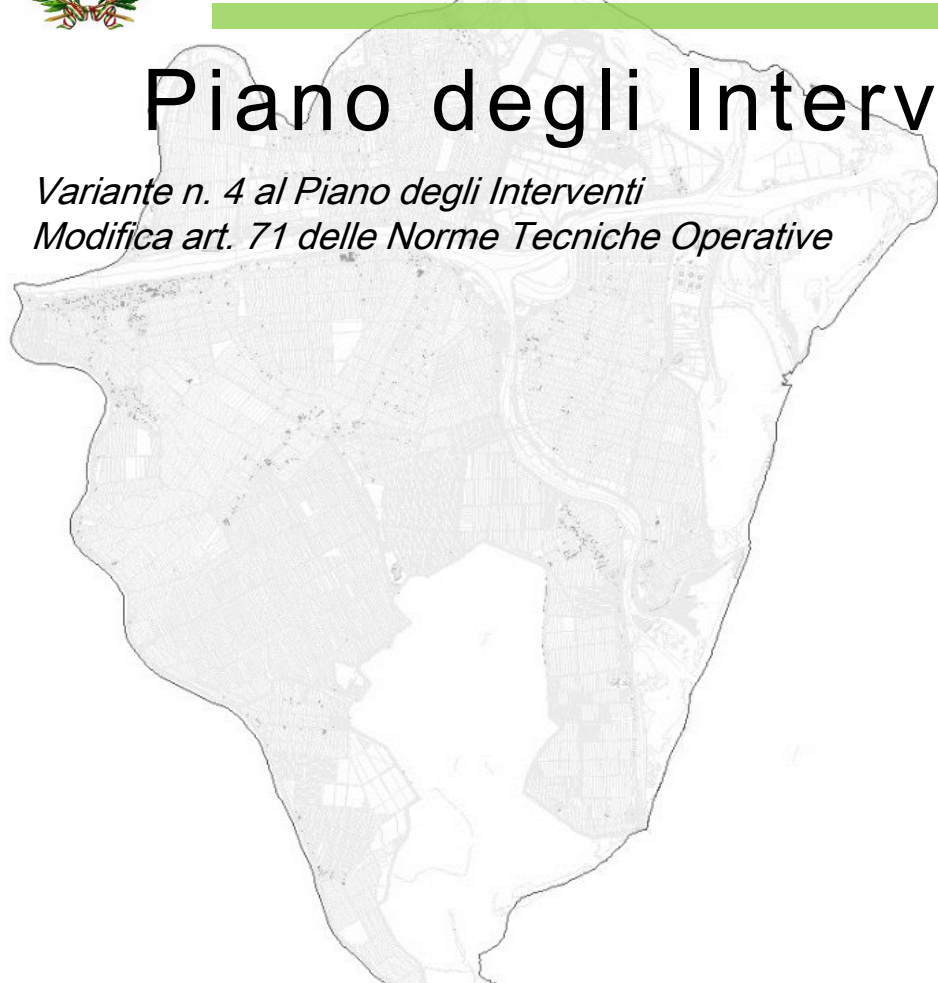 Piano degli Interv
Variante n. 4 al Piano degli Interventi
Modifica art. 71 delle Norme Tecniche Operative